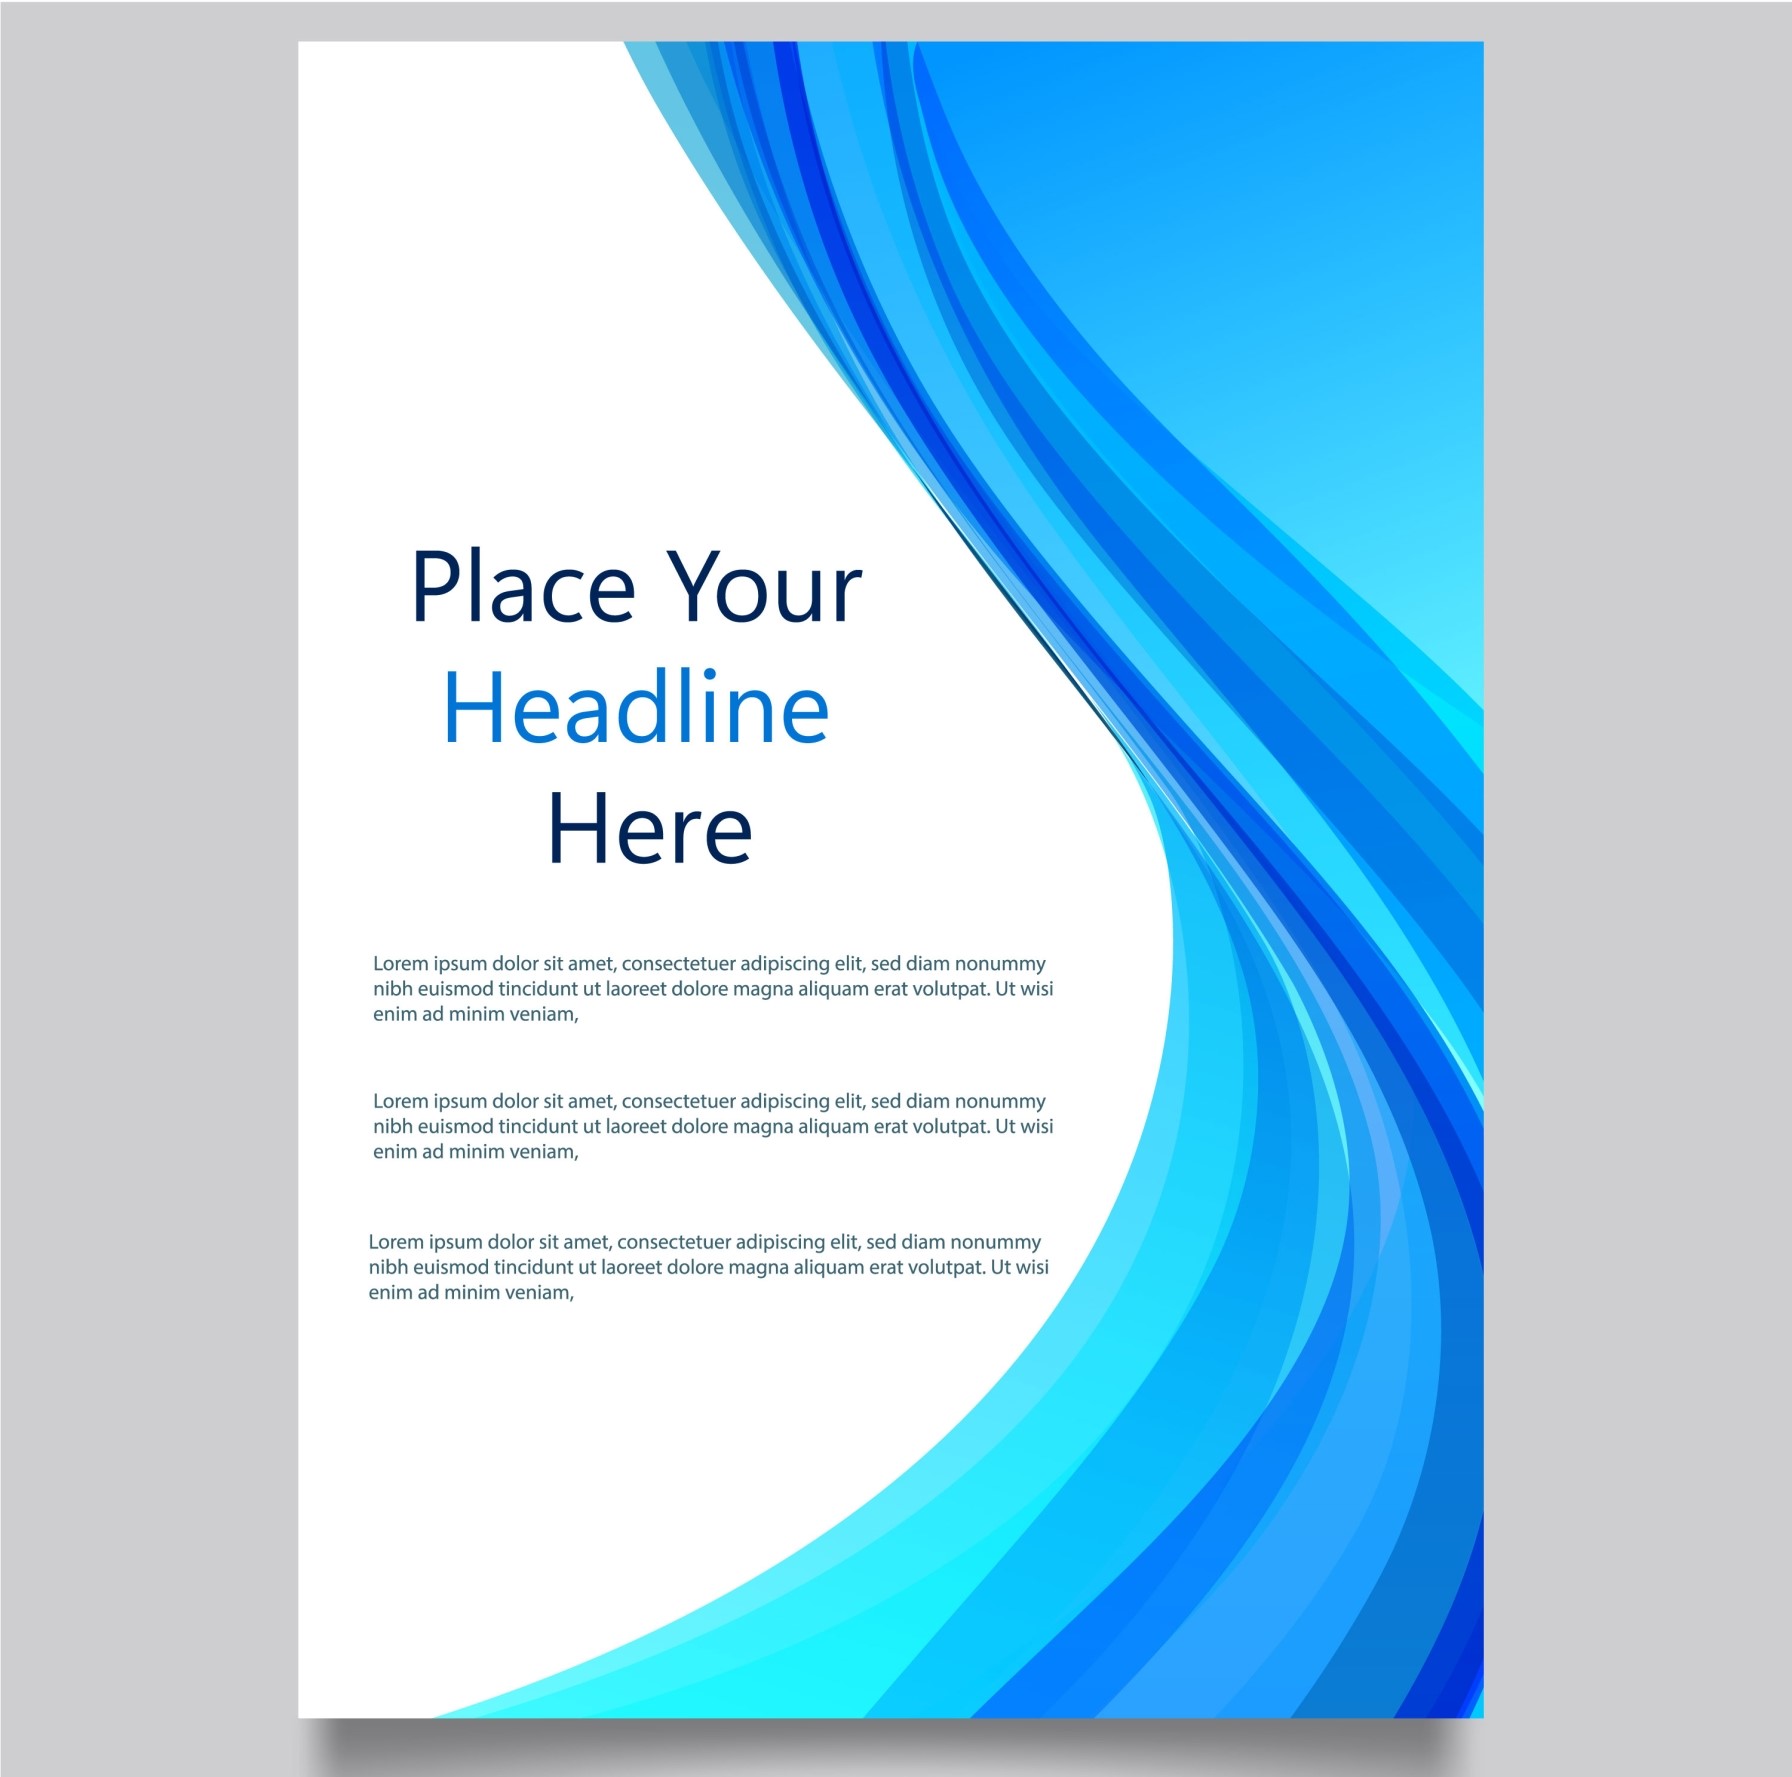 Place Your
Headline
Here
Lorem ipsum dolor sit amet, consectetuer adipiscing elit, sed diam nonummy
nibh euismod tincidunt ut laoreet dolore magna aliquam erat volutpat. Ut wisi
enim ad minim veniam,
Lorem ipsum dolor sit amet, consectetuer adipiscing elit, sed diam nonummy
nibh euismod tincidunt ut laoreet dolore magna aliquam erat volutpat. Ut wisi
enim ad minim veniam,
Lorem ipsum dolor sit amet, consectetuer adipiscing elit, sed diam nonummy
nibh euismod tincidunt ut laoreet dolore magna aliquam erat volutpat. Ut wisi
enim ad minim veniam,